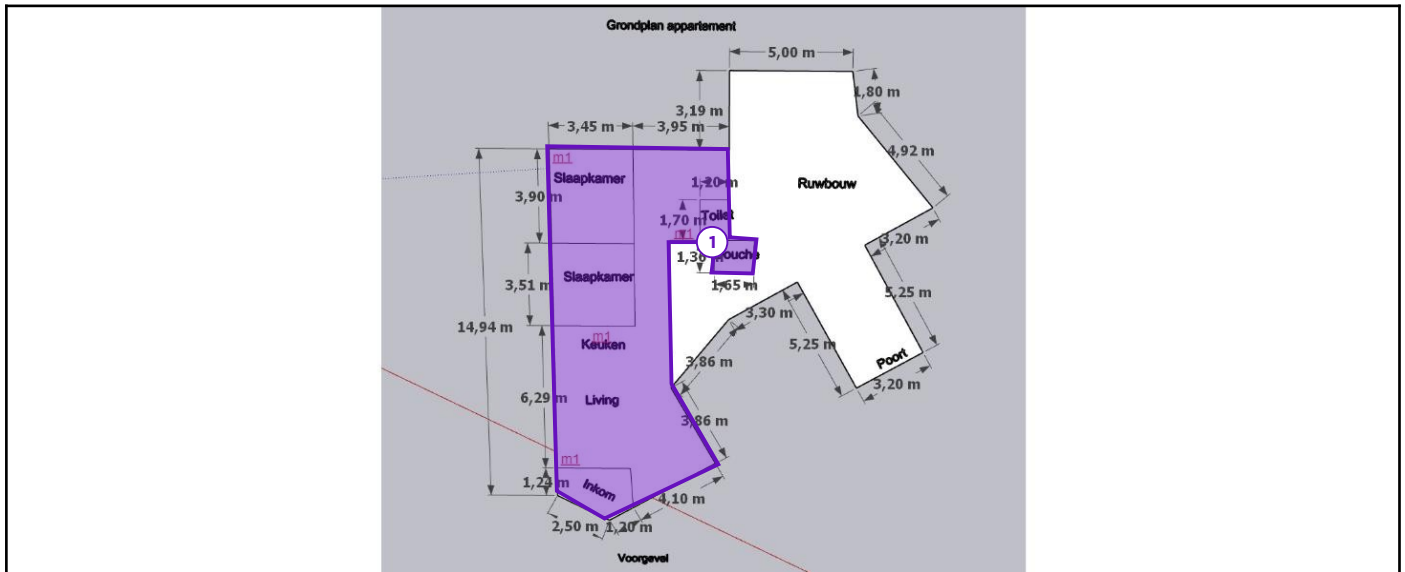 Grondplan appartement
5,00 m
1,80 m
3,19 m
3,45 m
3,95 m
4,92 m
m1
Slaapkamer
1,20 m
Ruwbouw
3,90 m
Toilet
1,70 m
m1
1
3,20 m
ouche
Slaapkamer
3,51 m
1,65 m
5,25 m
3,30 m
14,94 m
m1
Keuken
5,25 m
3,86 m
Poort
3,20 m
6,29 m
Living
3,86 m
m1
1,24 m
Inkom
4,10 m
2,50 m
1,20 m
Voorgevel